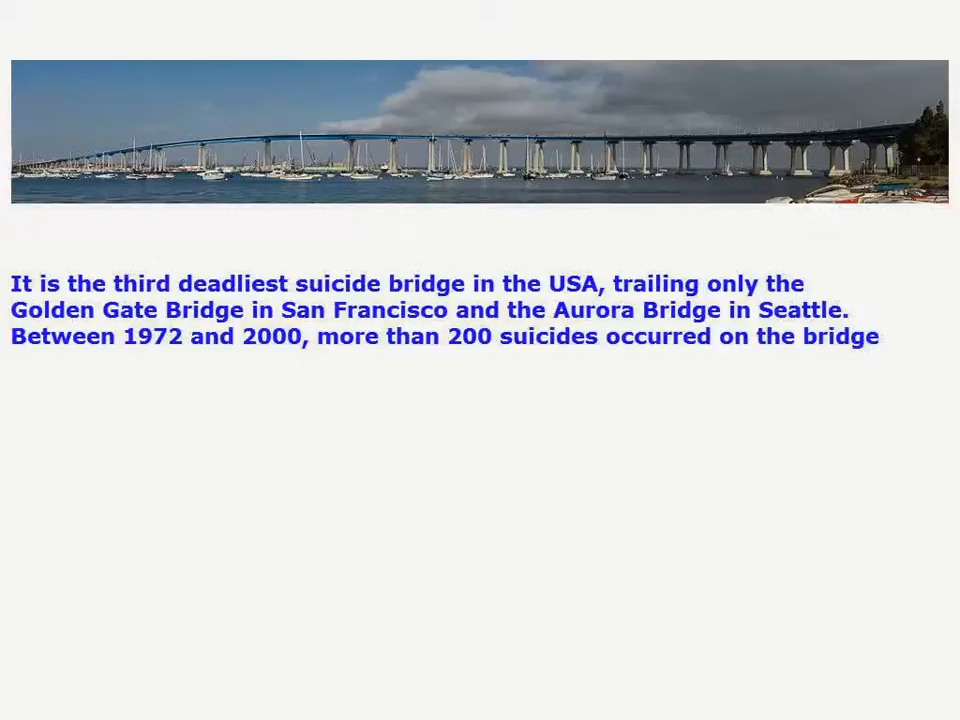 It is the third deadliest suicide bridge in the USA, trailing only the
Golden Gate Bridge in San Francisco and the Aurora Bridge in Seattle.
Between 1972 and 2000, more than 200 suicides occurred on the bridge